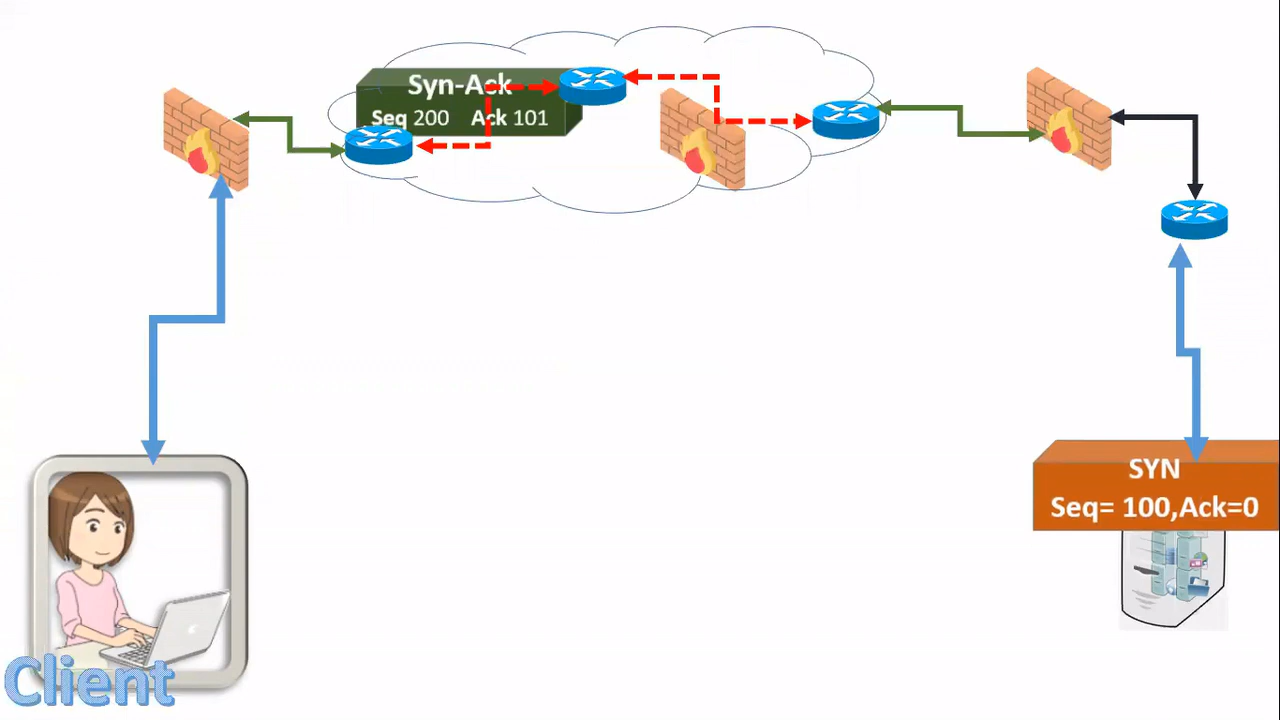 Syn-Ack
Seq 200 Ack 101
SYN
Seq= 100,Ack=0
Client